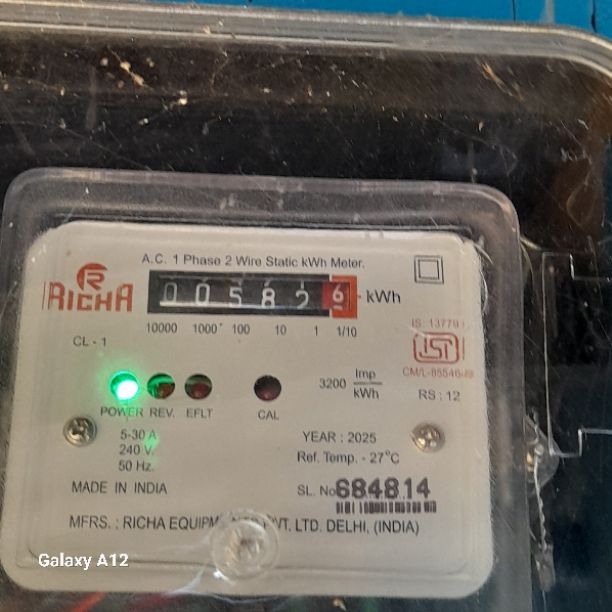 A.C. 1 Phase 2 Wire Static kWh Meter.
RICHA
005826 kWh
10000 1000 100 10 1 1/10
CL - 1
IS: 13779
ISI
CM/L-
3200 Imp/kWh
RS : 12
POWER REV. EFLT CAL
5-30 A
240 V.
50 Hz.
YEAR : 2025
Ref. Temp. - 27°C
MADE IN INDIA
SL. No 684814
MFRS. : RICHA PVT. LTD. DELHI, (INDIA)
Galaxy A12